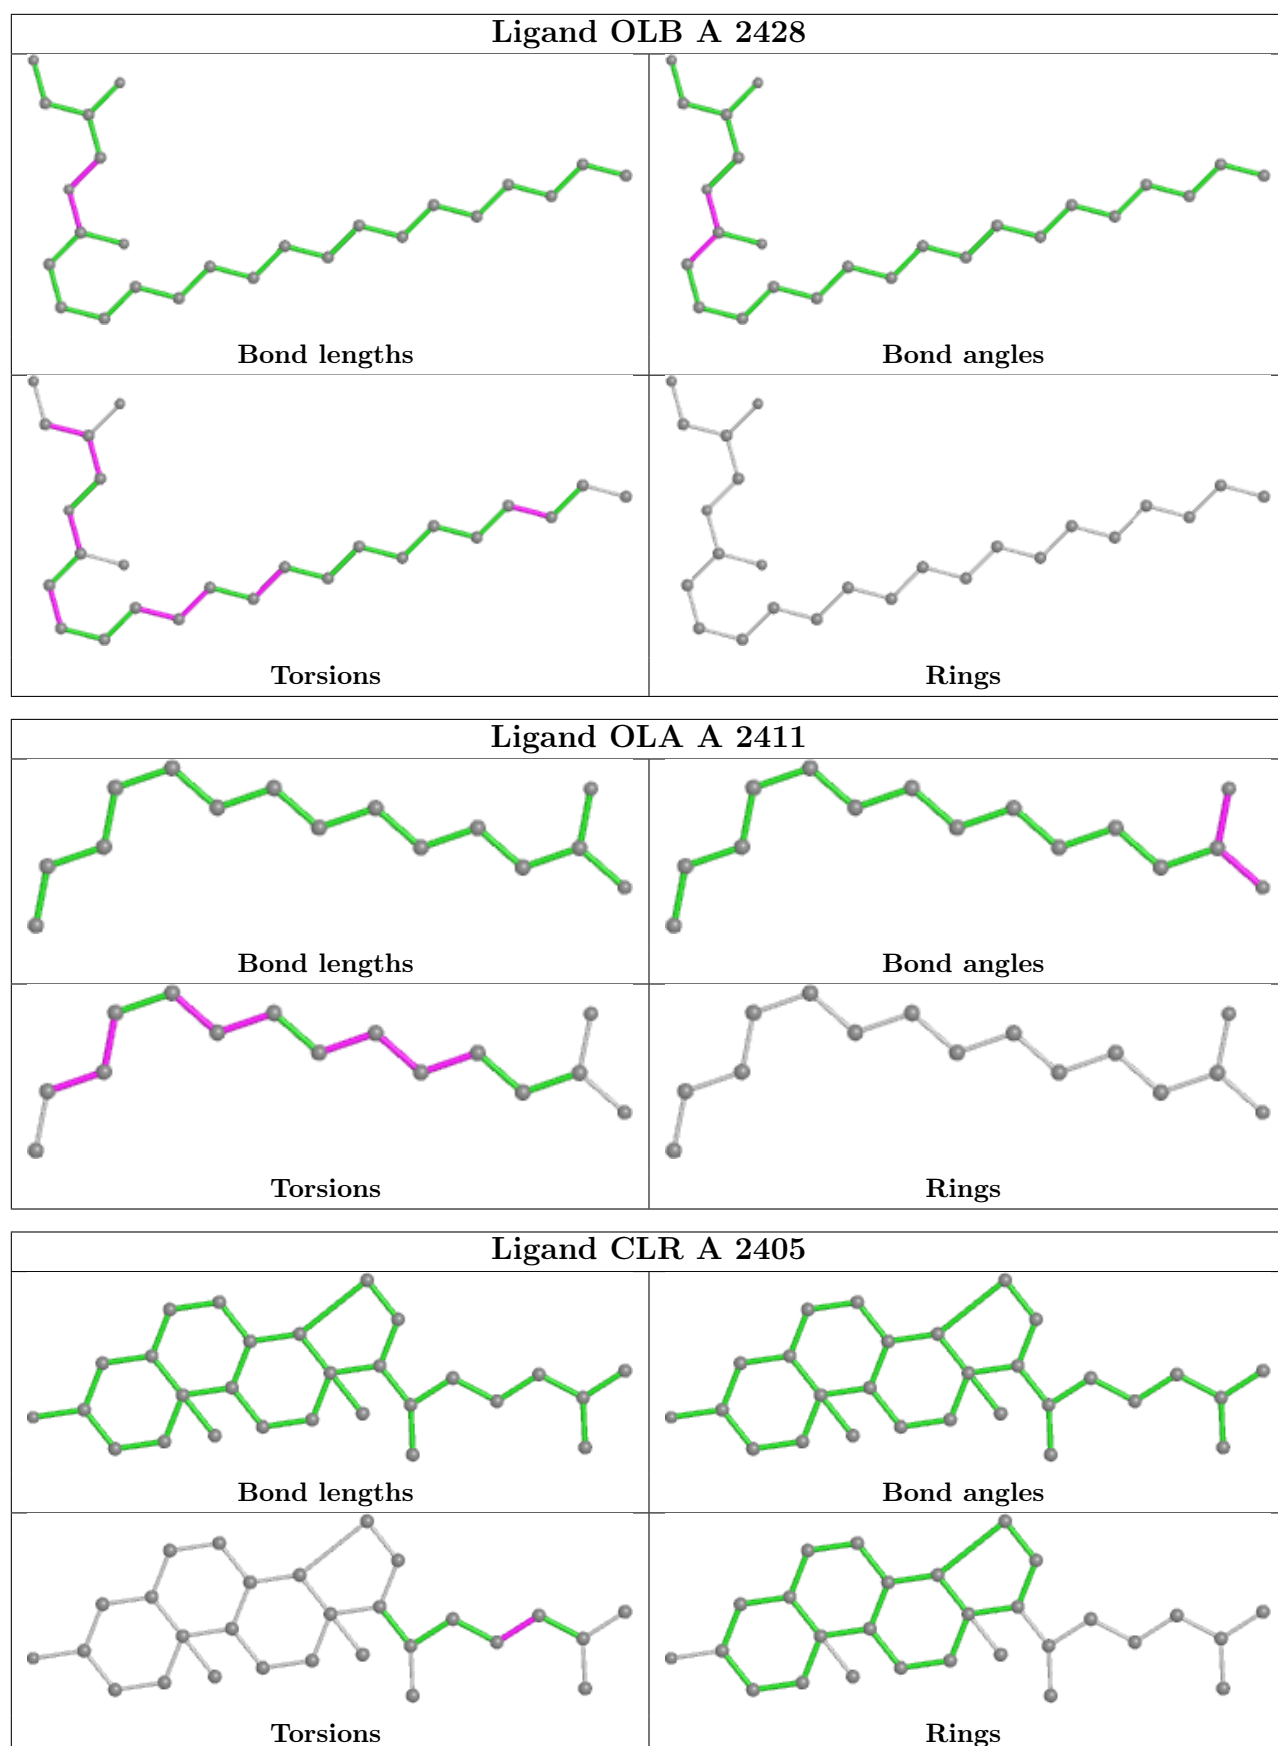 Ligand OLB A 2428
Bond lengths
Bond angles
Torsions
Rings
Ligand OLA A 2411
Bond lengths
Bond angles
Torsions
Rings
Ligand CLR A 2405
Bond lengths
Bond angles
Torsions
Rings